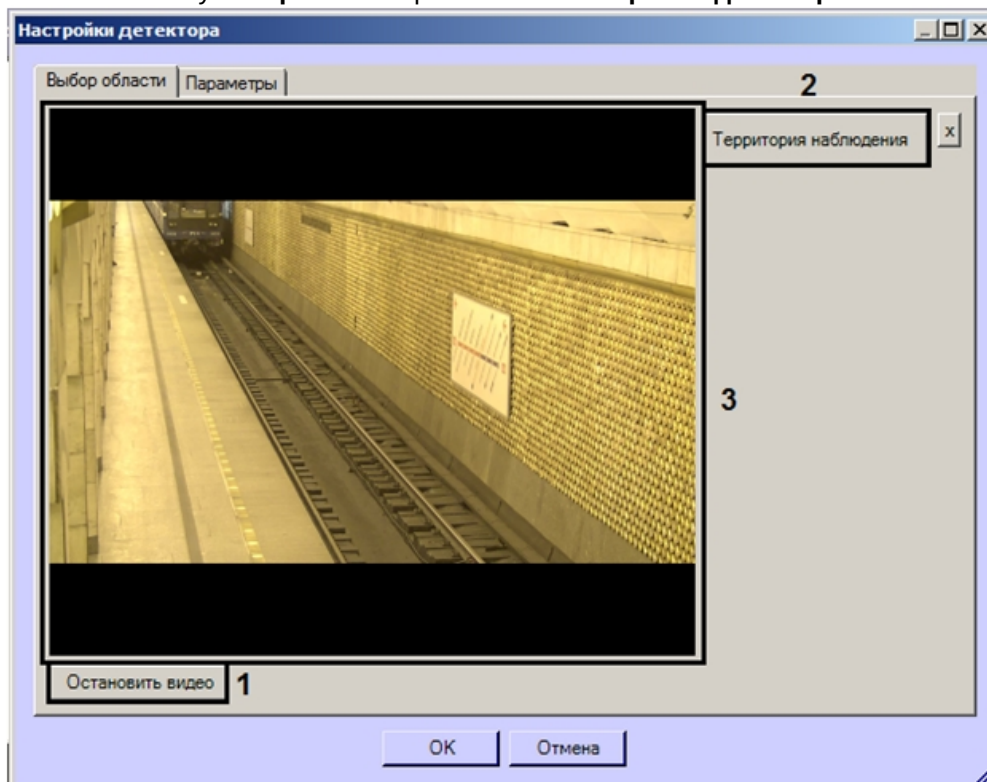 Настройки детектора
Выбор области Параметры
2
Территория наблюдения x
3
Остановить видео 1
OK Отмена